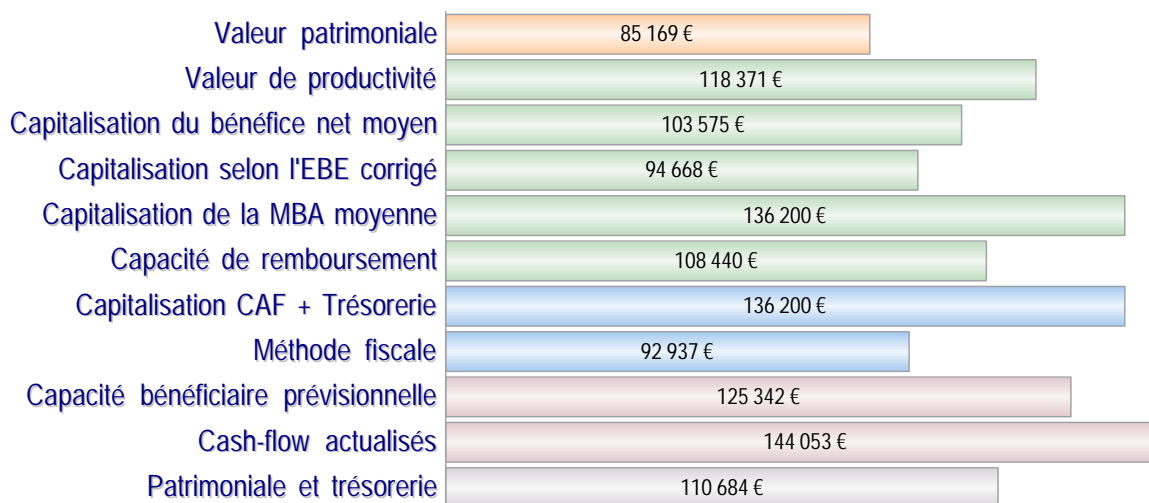 Valeur patrimoniale 85 169 €
Valeur de productivité 118 371 €
Capitalisation du bénéfice net moyen 103 575 €
Capitalisation selon l'EBE corrigé 94 668 €
Capitalisation de la MBA moyenne 136 200 €
Capacité de remboursement 108 440 €
Capitalisation CAF + Trésorerie 136 200 €
Méthode fiscale 92 937 €
Capacité bénéficiaire prévisionnelle 125 342 €
Cash-flow actualisés 144 053 €
Patrimoniale et trésorerie 110 684 €